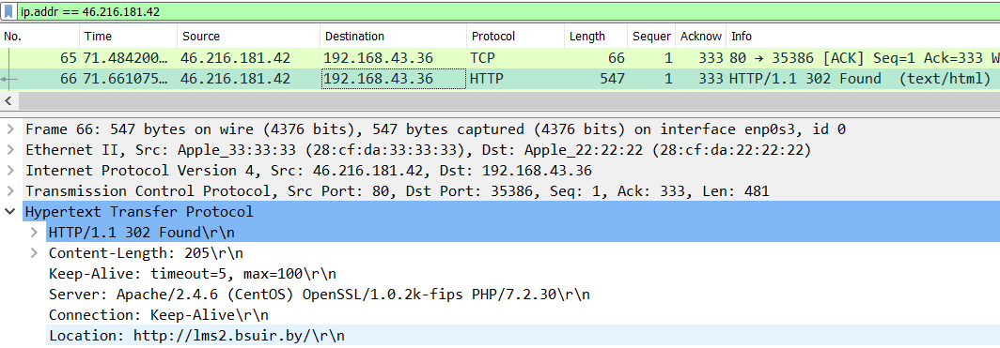 ip.addr == 46.216.181.42
No. Time Source Destination Protocol Length Sequer Acknow Info
65 71.484200… 46.216.181.42 192.168.43.36 TCP 66 1 333 80 → 35386 [ACK] Seq=1 Ack=333 W
66 71.661075… 46.216.181.42 192.168.43.36 HTTP 547 1 333 HTTP/1.1 302 Found (text/html)
Frame 66: 547 bytes on wire (4376 bits), 547 bytes captured (4376 bits) on interface enp0s3, id 0
Ethernet II, Src: Apple_33:33:33 (28:cf:da:33:33:33), Dst: Apple_22:22:22 (28:cf:da:22:22:22)
Internet Protocol Version 4, Src: 46.216.181.42, Dst: 192.168.43.36
Transmission Control Protocol, Src Port: 80, Dst Port: 35386, Seq: 1, Ack: 333, Len: 481
Hypertext Transfer Protocol
HTTP/1.1 302 Found\r\n
Content-Length: 205\r\n
Keep-Alive: timeout=5, max=100\r\n
Server: Apache/2.4.6 (CentOS) OpenSSL/1.0.2k-fips PHP/7.2.30\r\n
Connection: Keep-Alive\r\n
Location: http://lms2.bsuir.by/\r\n